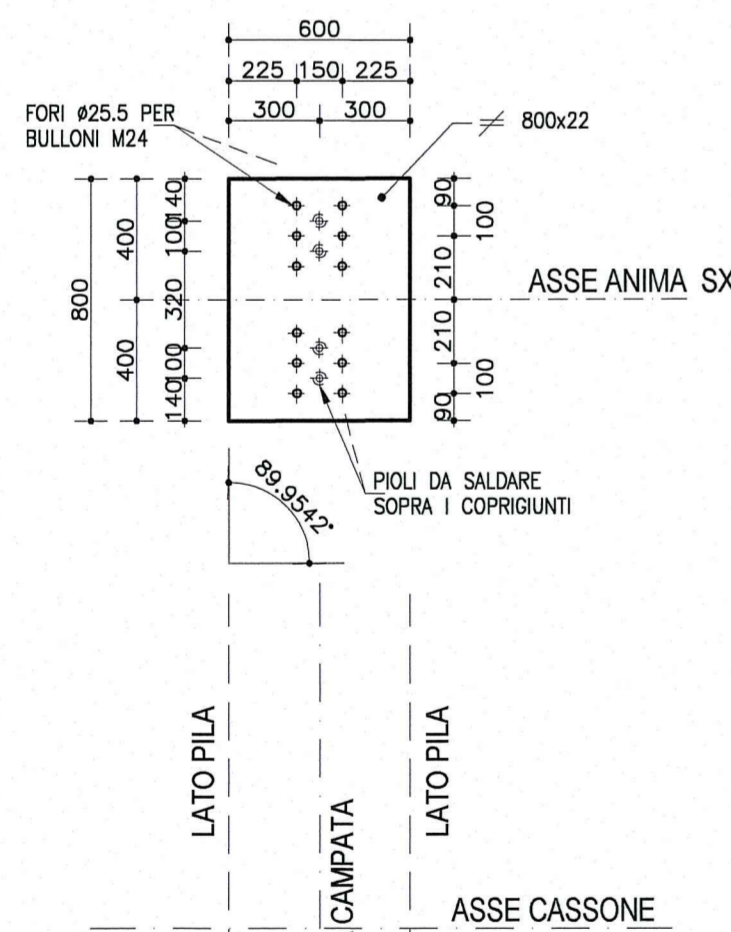 600
225 150 225
300 300
FORI ø25.5 PER
BULLONI M24
800x22
800
400
400
140
100
320
100
140
90
100
210
210
100
90
ASSE ANIMA SX
PIOLI DA SALDARE
SOPRA I COPRIGIUNTI
89.9542°
LATO PILA
CAMPATA
LATO PILA
ASSE CASSONE